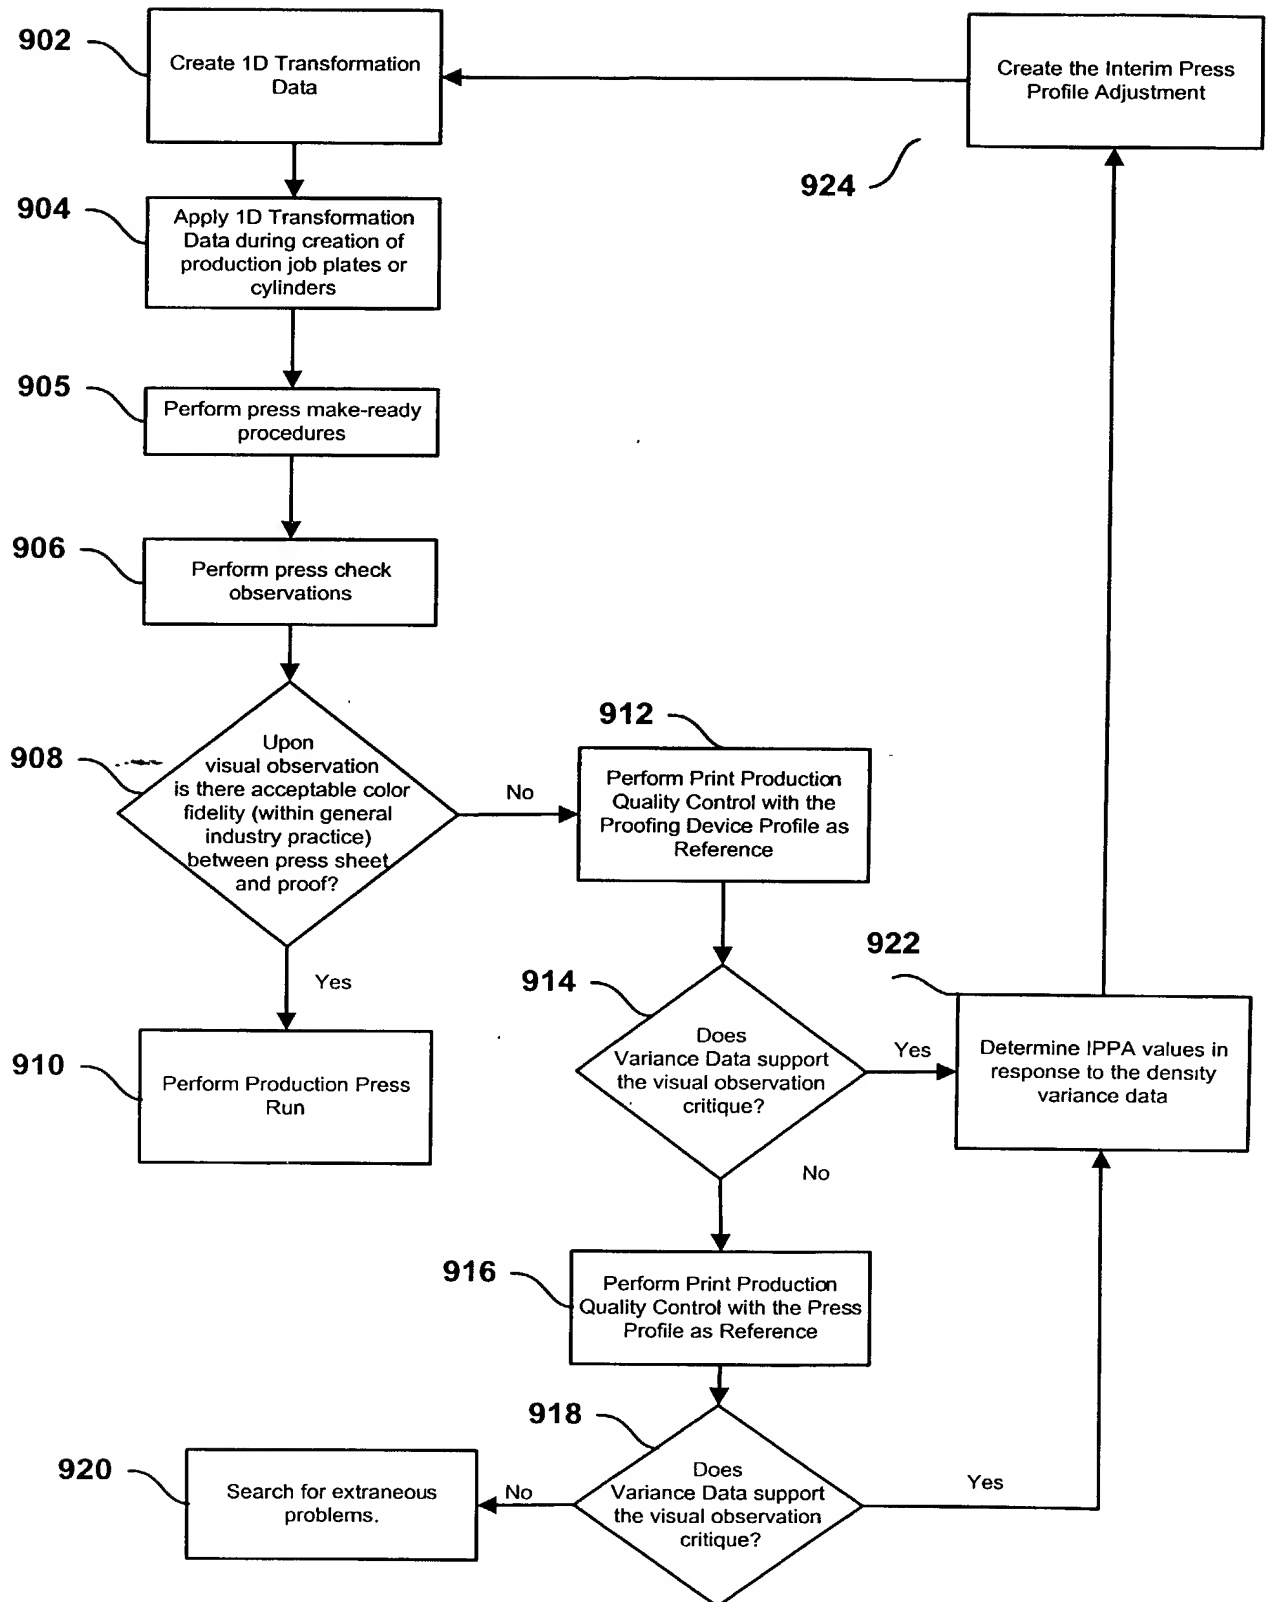 902
Create 1D Transformation
Data
Create the Interim Press
Profile Adjustment
924
904
Apply 1D Transformation
Data during creation of
production job plates or
cylinders
905
Perform press make-ready
procedures
906
Perform press check
observations
908
Upon
visual observation
is there acceptable color
fidelity (within general
industry practice)
between press sheet
and proof?
No
Yes
910
Perform Production Press
Run
912
Perform Print Production
Quality Control with the
Proofing Device Profile as
Reference
914
Does
Variance Data support
the visual observation
critique?
Yes
No
922
Determine IPPA values in
response to the density
variance data
916
Perform Print Production
Quality Control with the Press
Profile as Reference
918
Does
Variance Data support
the visual observation
critique?
Yes
No
920
Search for extraneous
problems.